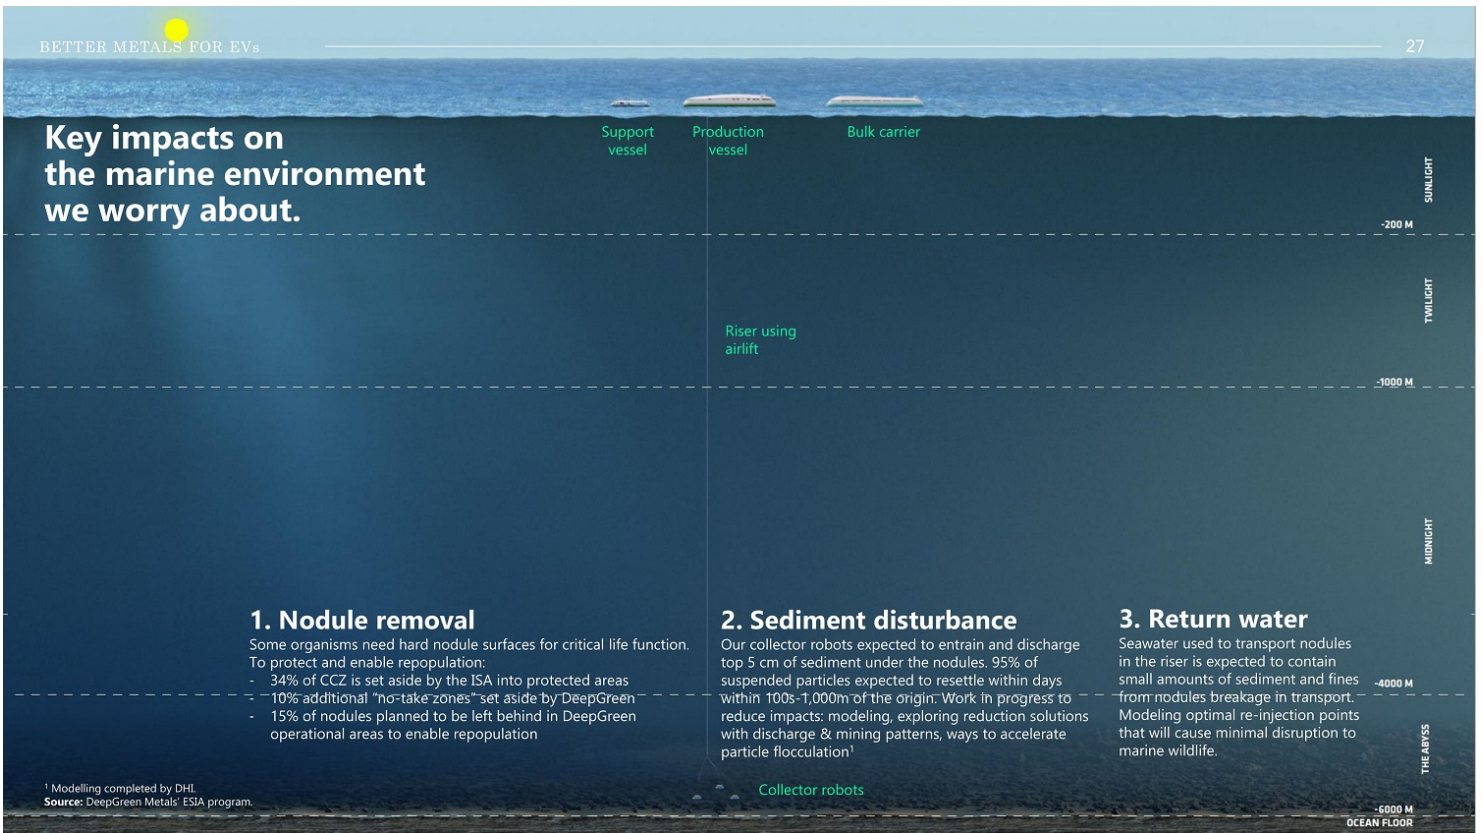 BETTER METALS FOR EVs
27
Key impacts on
the marine environment
we worry about.
Support
vessel
Production
vessel
Bulk carrier
SUNLIGHT
-200 M
TWILIGHT
Riser using
airlift
-1000 M
MIDNIGHT
1. Nodule removal
Some organisms need hard nodule surfaces for critical life function.
To protect and enable repopulation:
- 34% of CCZ is set aside by the ISA into protected areas
- 10% additional "no-take zones" set aside by DeepGreen
- 15% of nodules planned to be left behind in DeepGreen
operational areas to enable repopulation
2. Sediment disturbance
Our collector robots expected to entrain and discharge
top 5 cm of sediment under the nodules. 95% of
suspended particles expected to resettle within days
within 100s-1,000m of the origin. Work in progress to
reduce impacts: modeling, exploring reduction solutions
with discharge & mining patterns, ways to accelerate
particle flocculation¹
3. Return water
Seawater used to transport nodules
in the riser is expected to contain
small amounts of sediment and fines
from nodules breakage in transport.
Modeling optimal re-injection points
that will cause minimal disruption to
marine wildlife.
-4000 M
THE ABYSS
Collector robots
¹ Modelling completed by DHI.
Source: DeepGreen Metals' ESIA program.
-6000 M
OCEAN FLOOR